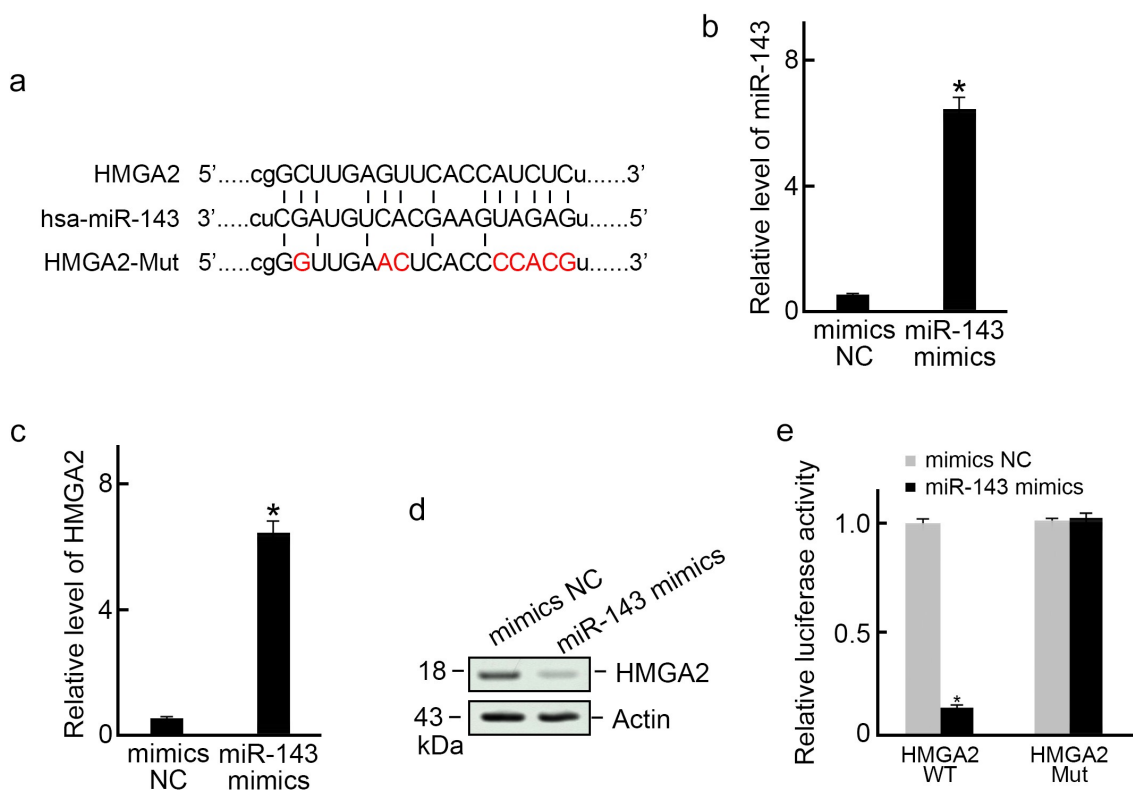 a
HMGA2 5’.....cgGCUUGAGUUCACCAUCUCu......3’
hsa-miR-143 3’.....cuCGAUGUCACGAAGUAGAGu......5’
HMGA2-Mut 5’.....cgGGUUGAACUCACCCCACGu......3’
b
Relative level of miR-143
8
4
0
*
mimics NC
miR-143 mimics
c
Relative level of HMGA2
8
4
0
*
mimics NC
miR-143 mimics
d
mimics NC
miR-143 mimics
18 HMGA2
43 Actin
kDa
e
mimics NC
miR-143 mimics
Relative luciferase activity
1.0
0.5
0
*
HMGA2 WT
HMGA2 Mut